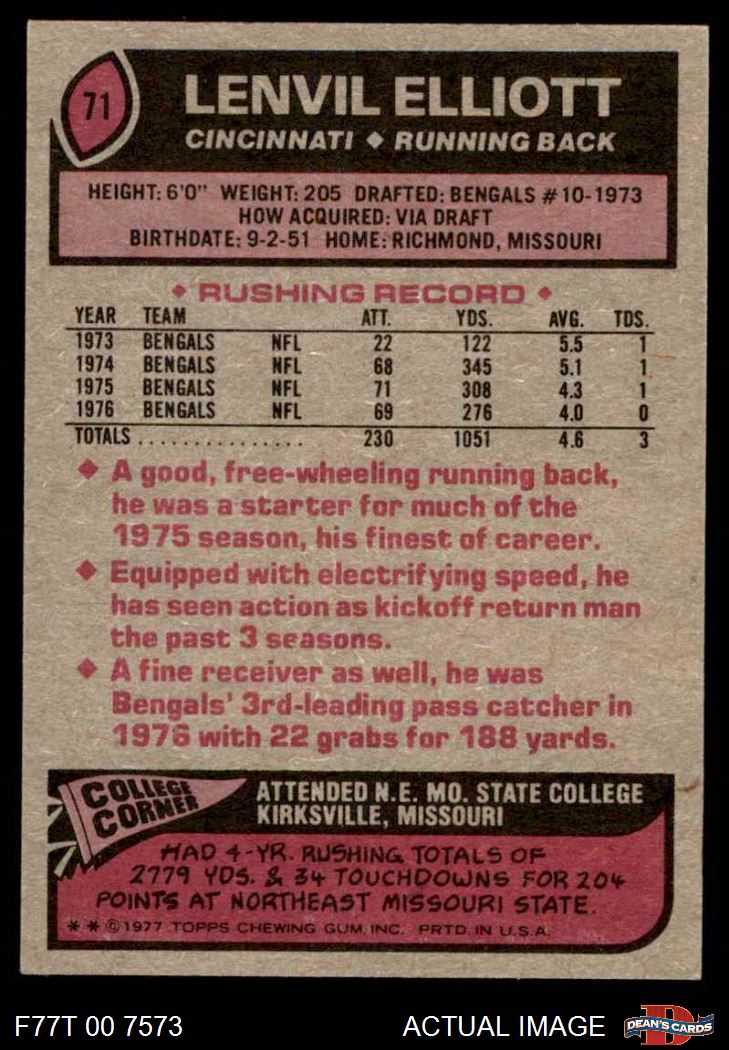 71
LENVIL ELLIOTT
CINCINNATI ◆ RUNNING BACK
HEIGHT: 6'0" WEIGHT: 205 DRAFTED: BENGALS #10-1973
HOW ACQUIRED: VIA DRAFT
BIRTHDATE: 9-2-51 HOME: RICHMOND, MISSOURI
◆ RUSHING RECORD ◆
YEAR TEAM ATT. YDS. AVG. TDS.
1973 BENGALS NFL 22 122 5.5 1
1974 BENGALS NFL 68 345 5.1 1
1975 BENGALS NFL 71 308 4.3 1
1976 BENGALS NFL 69 276 4.0 0
TOTALS ................ 230 1051 4.6 3
◆ A good, free-wheeling running back,
he was a starter for much of the
1975 season, his finest of career.
◆ Equipped with electrifying speed, he
has seen action as kickoff return man
the past 3 seasons.
◆ A fine receiver as well, he was
Bengals' 3rd-leading pass catcher in
1976 with 22 grabs for 188 yards.
COLLEGE
CORNER
ATTENDED N.E. MO. STATE COLLEGE
KIRKSVILLE, MISSOURI
HAD 4-YR. RUSHING TOTALS OF
2779 YDS. & 34 TOUCHDOWNS FOR 204
POINTS AT NORTHEAST MISSOURI STATE.
* * © 1977 TOPPS CHEWING GUM, INC. PRTD. IN U.S.A.
F77T 00 7573 ACTUAL IMAGE
DEAN'S CARDS